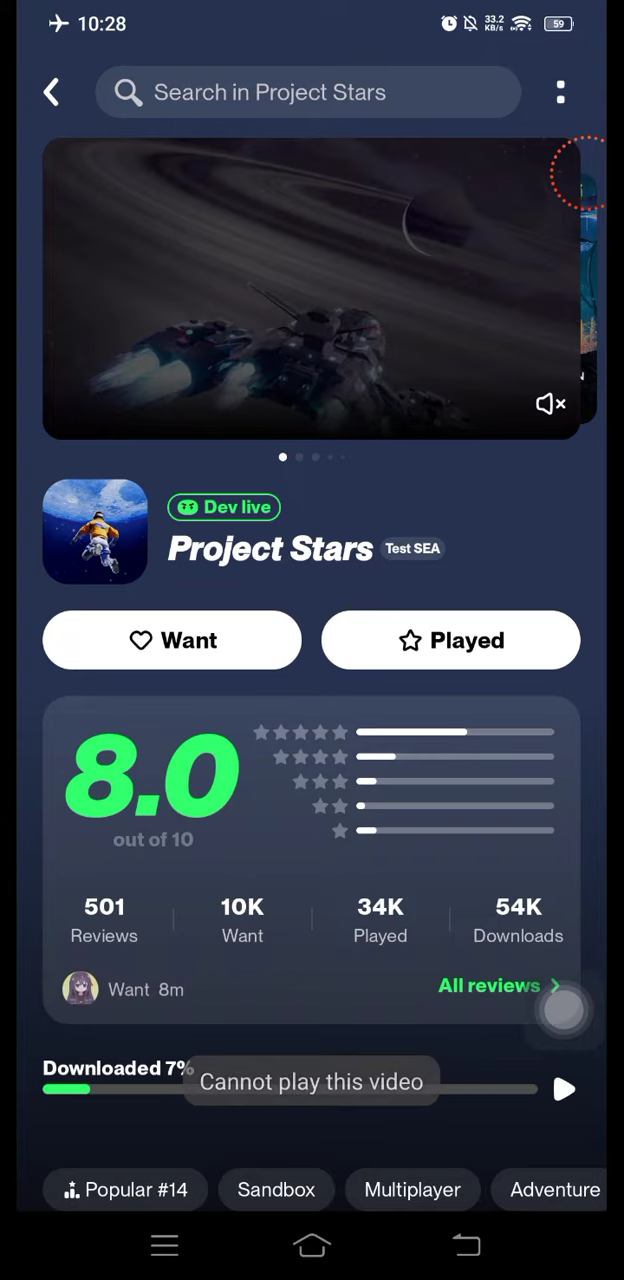 10:28
33.2
KB/s
59
Search in Project Stars
Dev live
Project Stars Test SEA
Want
Played
8.0
out of 10
501
10K
34K
54K
Reviews
Want
Played
Downloads
Want 8m
All reviews
Downloaded 7%
Cannot play this video
Popular #14
Sandbox
Multiplayer
Adventure